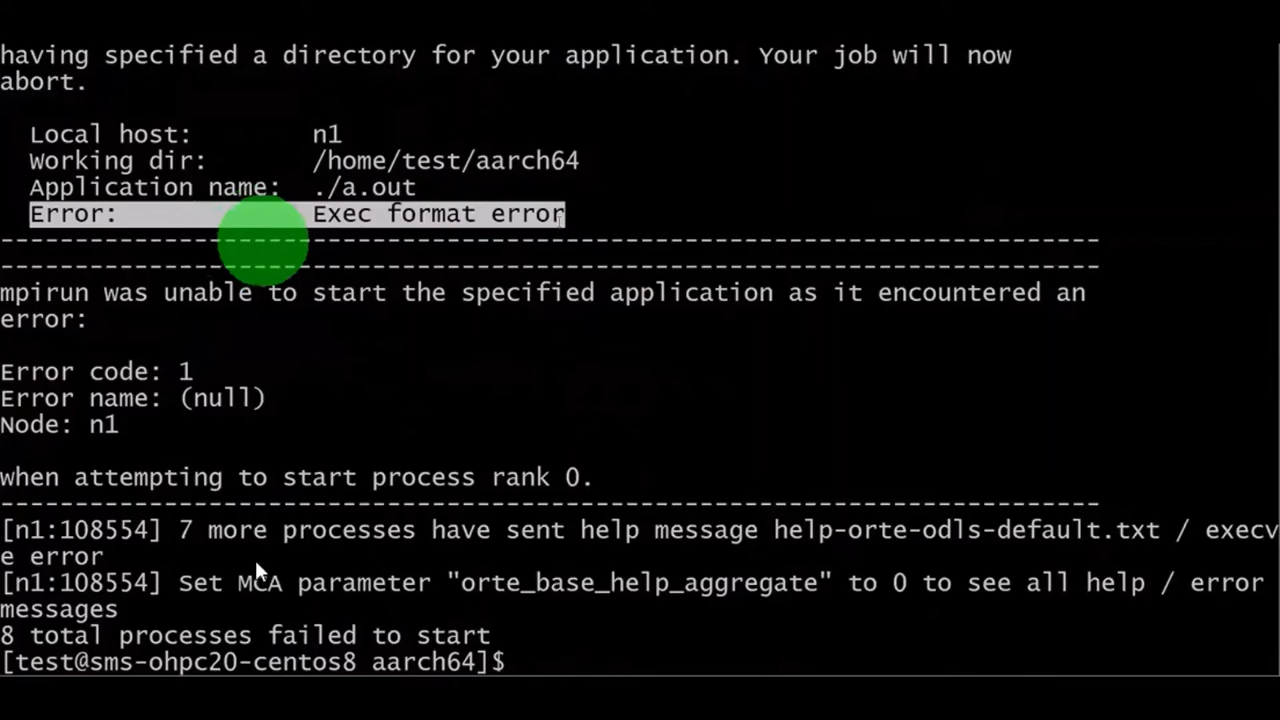 having specified a directory for your application. Your job will now
abort.
Local host: n1
Working dir: /home/test/aarch64
Application name: ./a.out
Error: Exec format error
--------------------------------------------------------------------------
--------------------------------------------------------------------------
mpirun was unable to start the specified application as it encountered an
error:
Error code: 1
Error name: (null)
Node: n1
when attempting to start process rank 0.
--------------------------------------------------------------------------
[n1:108554] 7 more processes have sent help message help-orte-odls-default.txt / execv
e error
[n1:108554] Set MCA parameter "orte_base_help_aggregate" to 0 to see all help / error
messages
8 total processes failed to start
[test@sms-ohpc20-centos8 aarch64]$